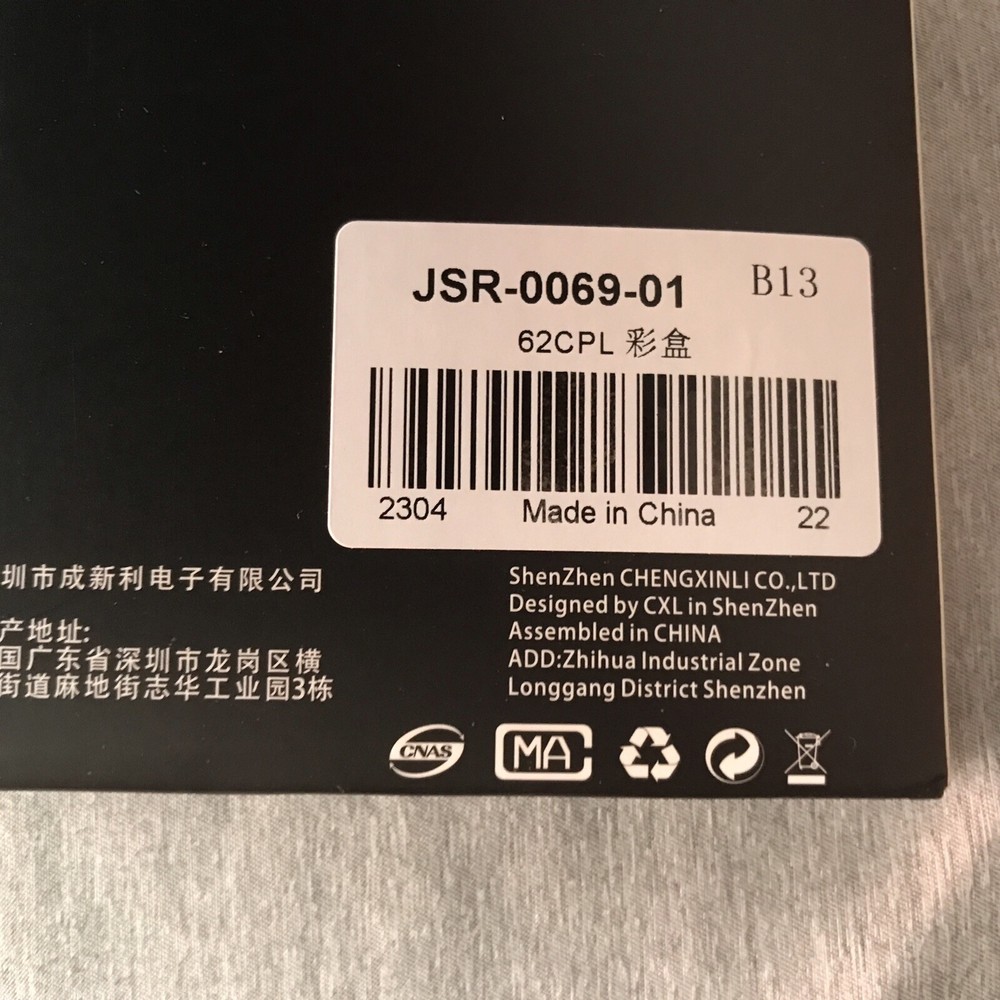 JSR-0069-01 B13
62CPL 彩盒
2304 Made in China 22
圳市成新利电子有限公司
产地址:
国广东省深圳市龙岗区横
街道麻地街志华工业园3栋
ShenZhen CHENGXINLI CO.,LTD
Designed by CXL in ShenZhen
Assembled in CHINA
ADD:Zhihua Industrial Zone
Longgang District Shenzhen
CNAS
MA